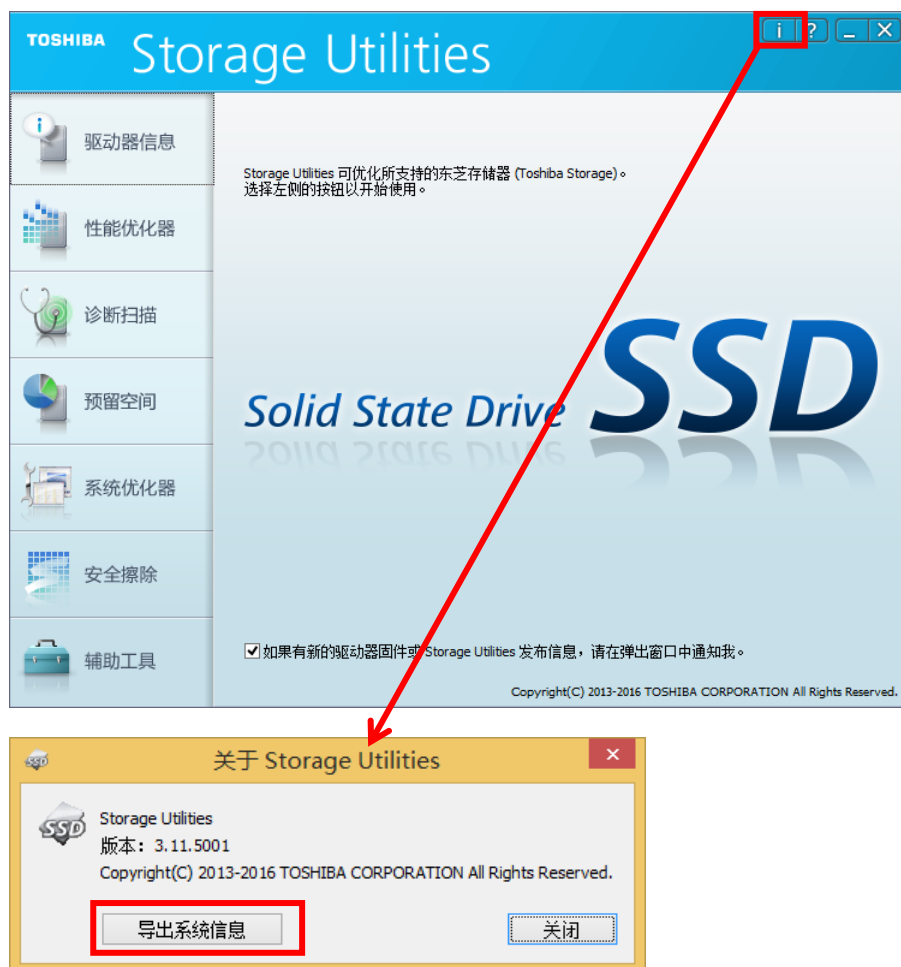 TOSHIBA Storage Utilities
i ?
驱动器信息
Storage Utilities 可优化所支持的东芝存储器 (Toshiba Storage)。
选择左侧的按钮以开始使用。
性能优化器
诊断扫描
预留空间
系统优化器
安全擦除
辅助工具
Solid State Drive SSD
如果有新的驱动器固件或 Storage Utilities 发布信息，请在弹出窗口中通知我。
Copyright(C) 2013-2016 TOSHIBA CORPORATION All Rights Reserved.
关于 Storage Utilities
SSD
Storage Utilities
版本：3.11.5001
Copyright(C) 2013-2016 TOSHIBA CORPORATION All Rights Reserved.
导出系统信息 关闭